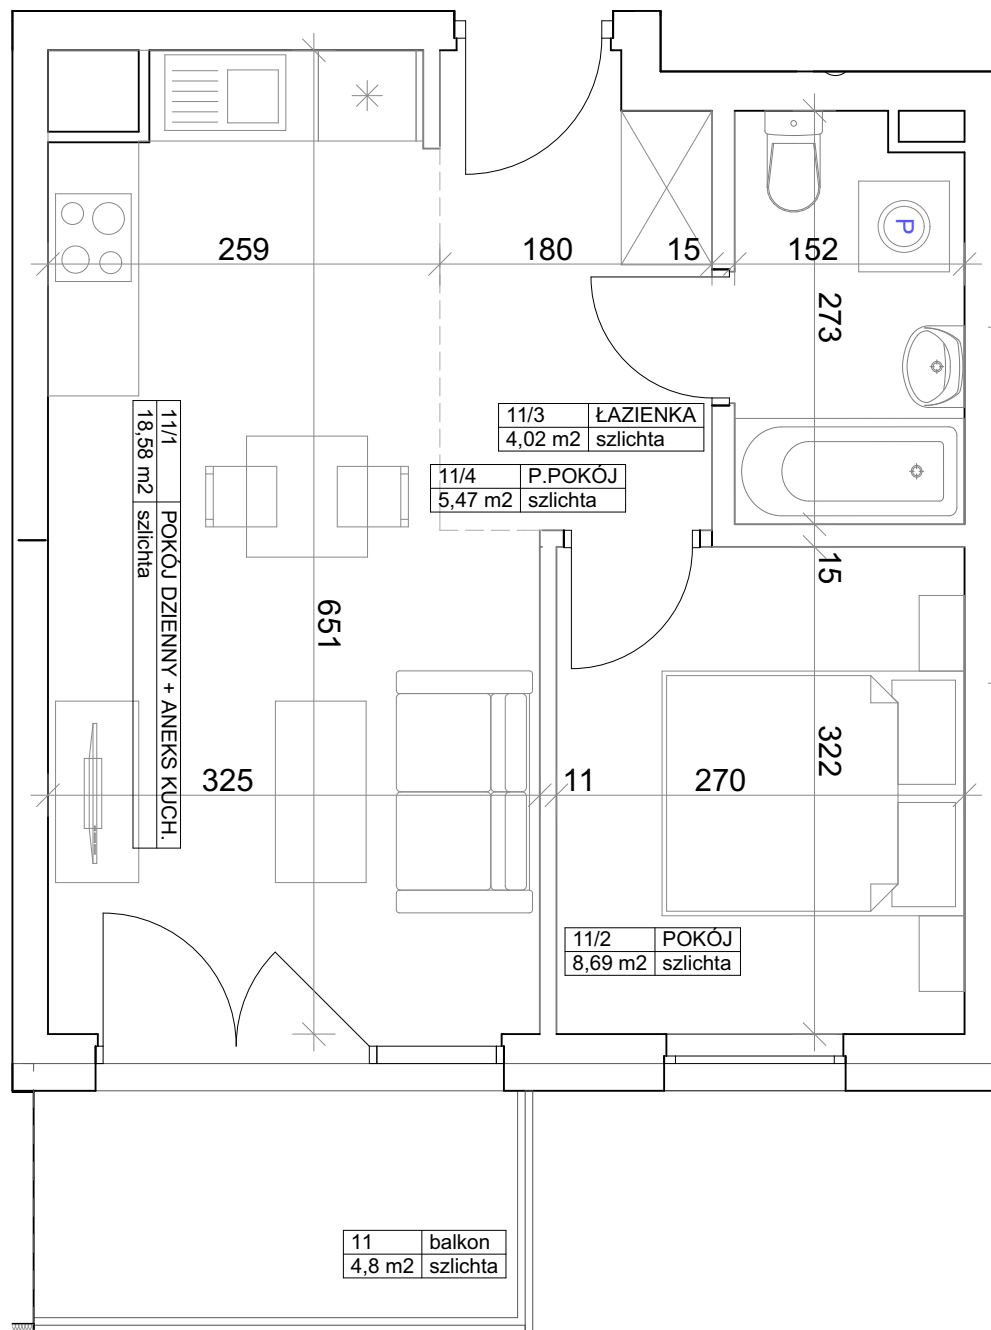 259
180
15
152
273
11/3 ŁAZIENKA
4,02 m2 szlichta
11/4 P.POKÓJ
5,47 m2 szlichta
11/1 POKÓJ DZIENNY + ANEKS KUCH.
18,58 m2 szlichta
651
15
322
325
11
270
11/2 POKÓJ
8,69 m2 szlichta
11 balkon
4,8 m2 szlichta
P